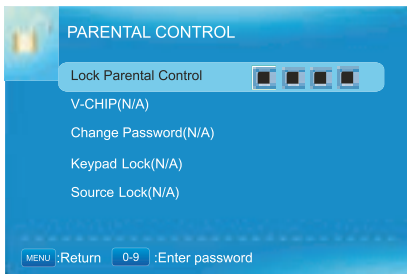 PARENTAL CONTROL
Lock Parental Control
V-CHIP(N/A)
Change Password(N/A)
Keypad Lock(N/A)
Source Lock(N/A)
MENU :Return 0-9 :Enter password